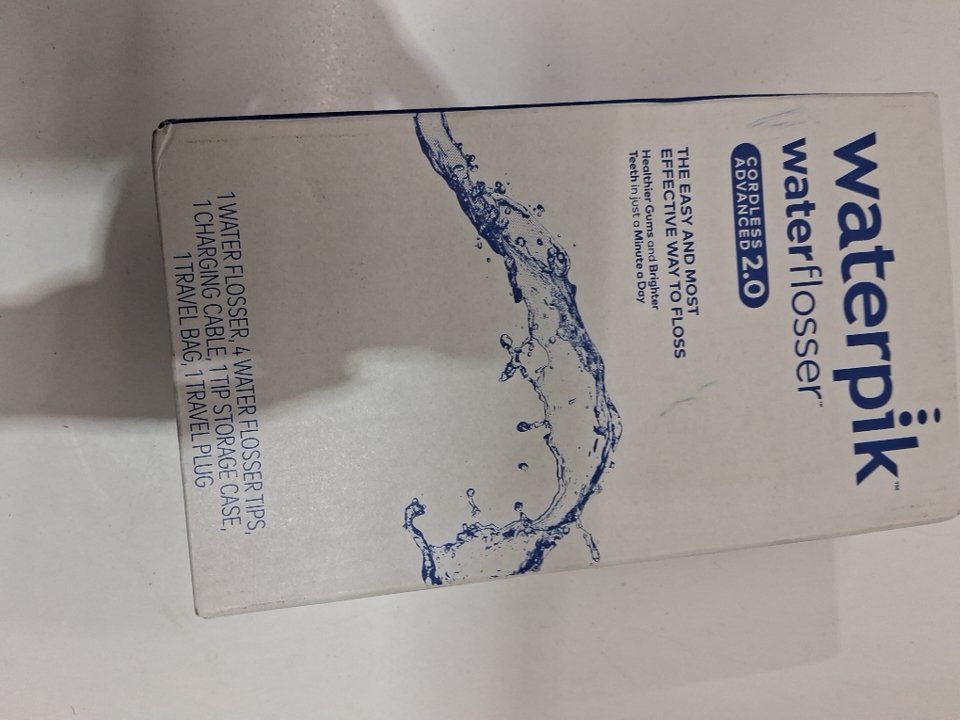 waterpik™
waterflosser™
CORDLESS
ADVANCED 2.0
THE EASY AND MOST
EFFECTIVE WAY TO FLOSS
Healthier Gums and Brighter
Teeth in just a Minute a Day
1 WATER FLOSSER, 4 WATER FLOSSER TIPS,
1 CHARGING CABLE, 1 TIP STORAGE CASE,
1 TRAVEL BAG, 1 TRAVEL PLUG